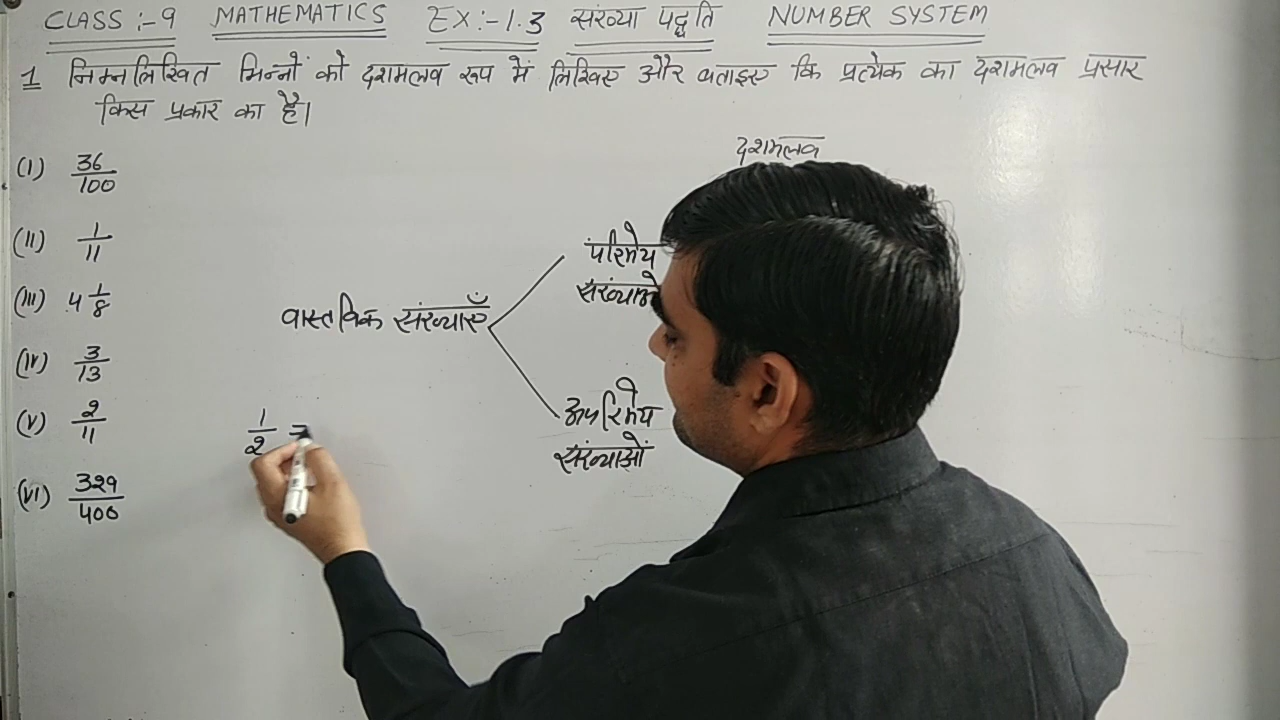 CLASS :- 9 MATHEMATICS EX :- 1.3 संख्या पद्धति NUMBER SYSTEM
1 निम्नलिखित भिन्नों को दशमलव रूप में लिखिए और बताइए कि प्रत्येक का दशमलव प्रसार
किस प्रकार का है।
दशमलव
(I) 36/100
(II) 1/11
परिमेय
(III) 4 1/8
वास्तविक संख्याएँ
(IV) 3/13
(V) 2/11
1/2 =
अपरिमेय
संख्याओं
(VI) 329/400